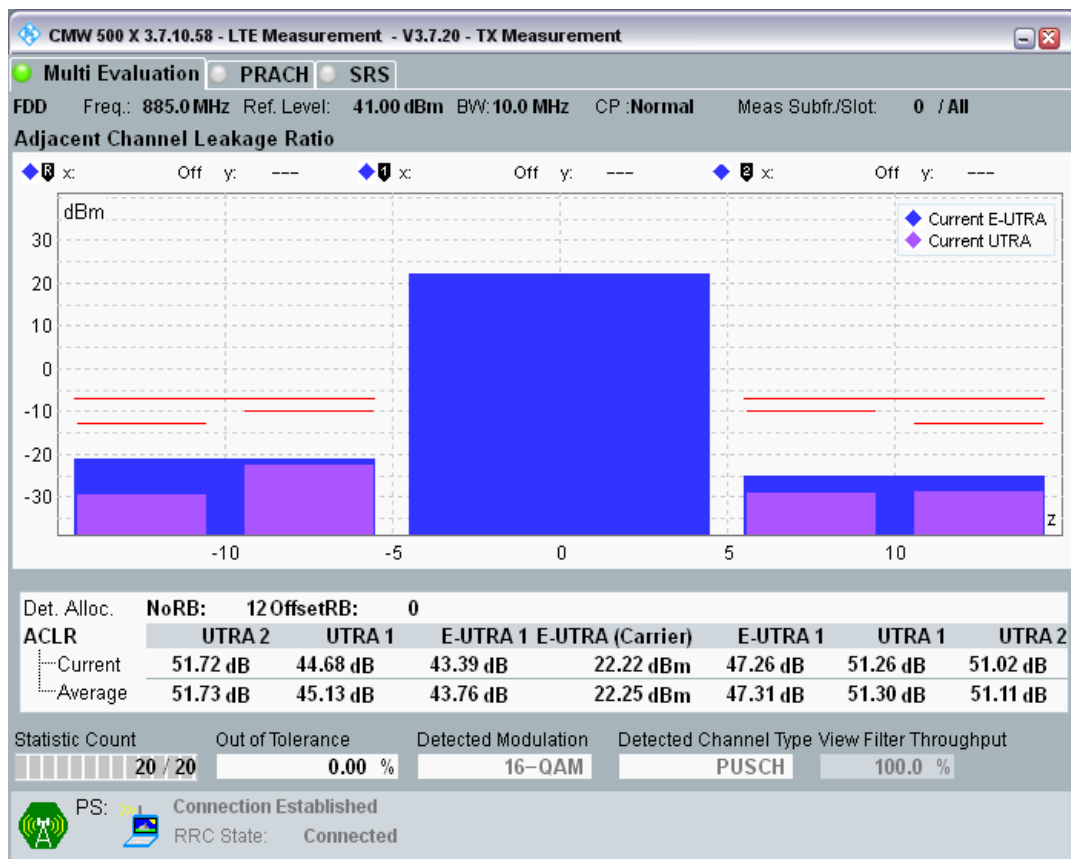 CMW 500 X 3.7.10.58 - LTE Measurement - V3.7.20 - TX Measurement
Multi Evaluation PRACH SRS
FDD Freq.: 885.0 MHz Ref. Level: 41.00 dBm BW: 10.0 MHz CP :Normal Meas Subfr./Slot: 0 / All
Adjacent Channel Leakage Ratio
R x: Off y: --- 1 x: Off y: --- 2 x: Off y: ---
dBm
Current E-UTRA
Current UTRA
30
20
10
0
-10
-20
-30
z
-10 -5 0 5 10
Det. Alloc. NoRB: 12 OffsetRB: 0
ACLR UTRA 2 UTRA 1 E-UTRA 1 E-UTRA (Carrier) E-UTRA 1 UTRA 1 UTRA 2
Current 51.72 dB 44.68 dB 43.39 dB 22.22 dBm 47.26 dB 51.26 dB 51.02 dB
Average 51.73 dB 45.13 dB 43.76 dB 22.25 dBm 47.31 dB 51.30 dB 51.11 dB
Statistic Count Out of Tolerance Detected Modulation Detected Channel Type View Filter Throughput
20 / 20 0.00 % 16-QAM PUSCH 100.0 %
PS: Connection Established
RRC State: Connected